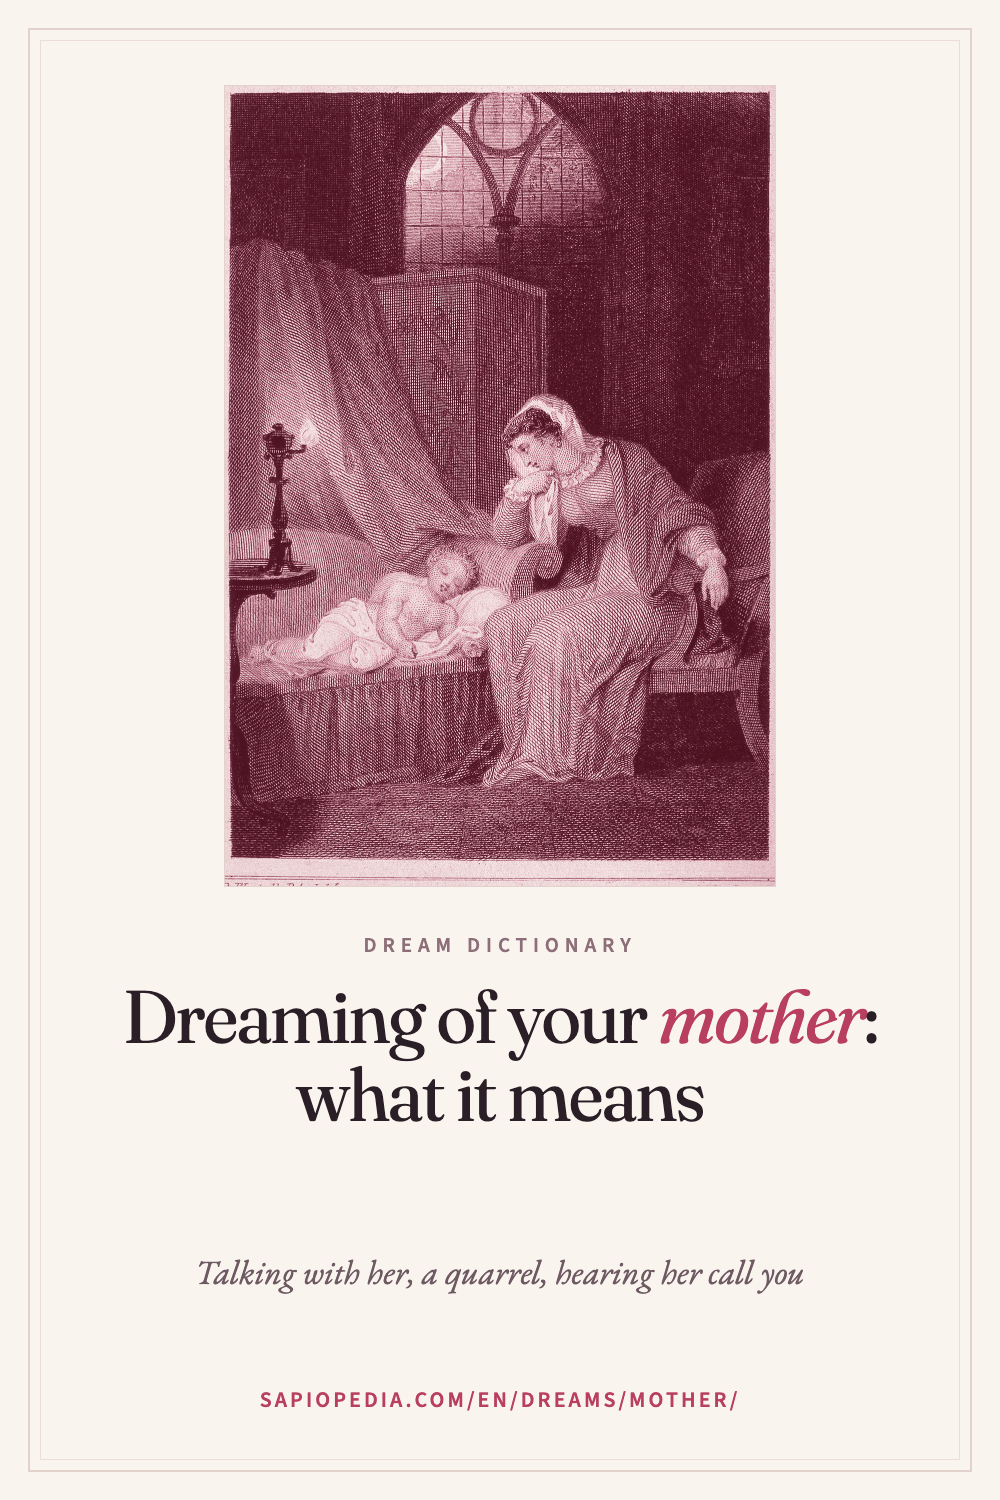 DREAM DICTIONARY
Dreaming of your mother:
what it means
Talking with her, a quarrel, hearing her call you
SAPIOPEDIA.COM/EN/DREAMS/MOTHER/